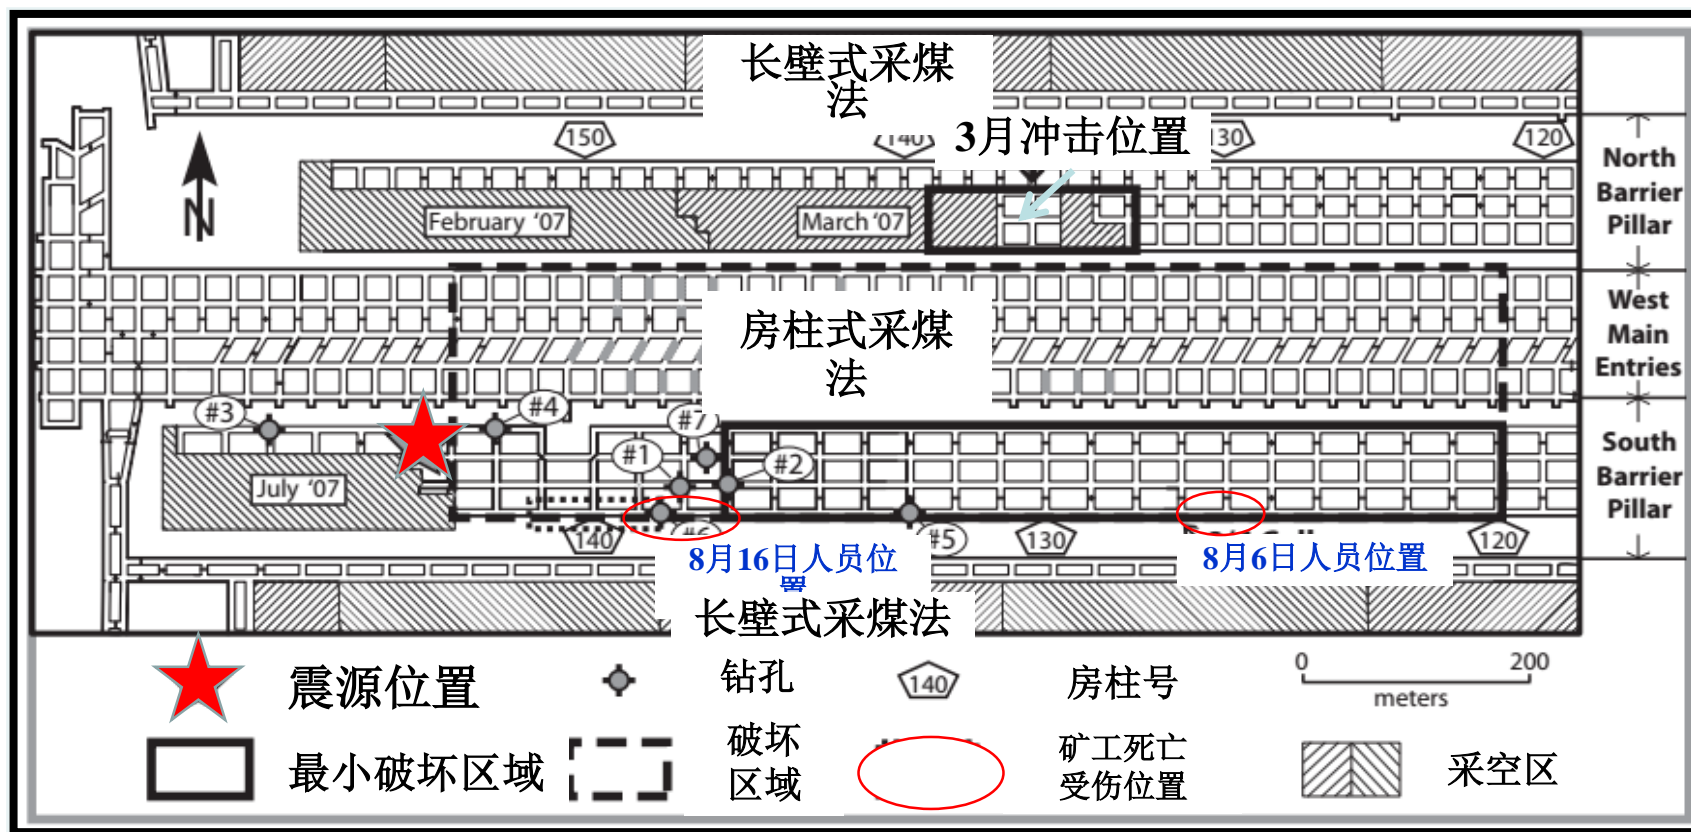 长壁式采煤
法
3月冲击位置
150
140
130
120
North
Barrier
Pillar
N
February ‘07
March ‘07
West
Main
Entries
房柱式采煤
法
#3
#4
#7
#1
#2
South
Barrier
Pillar
July ‘07
140
#6
#5
130
120
8月16日人员位
置
8月6日人员位置
长壁式采煤法
震源位置
钻孔
140
房柱号
0
200
meters
最小破坏区域
破坏
区域
矿工死亡
受伤位置
采空区